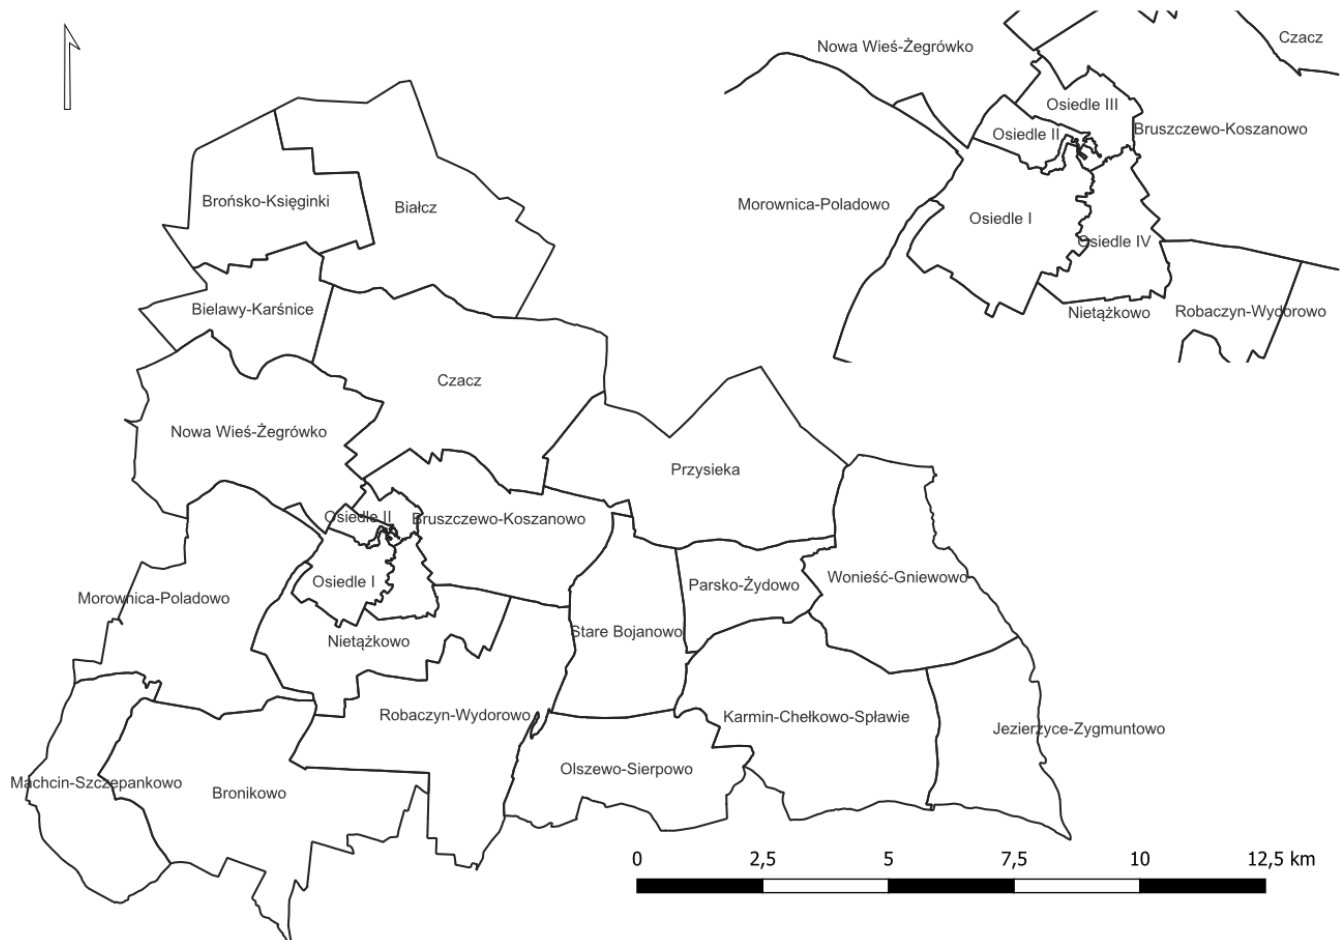 Nowa Wieś-Żegrówko
Czacz
Osiedle III
Osiedle II
Bruszczewo-Koszanowo
Morownica-Poladowo
Osiedle I
Osiedle IV
Nietążkowo
Robaczyn-Wydorowo
Brońsko-Księginki
Białcz
Bielawy-Karśnice
Czacz
Nowa Wieś-Żegrówko
Przysieka
Osiedle II
Bruszczewo-Koszanowo
Osiedle I
Parsko-Żydowo
Wonieść-Gniewowo
Morownica-Poladowo
Stare Bojanowo
Nietążkowo
Robaczyn-Wydorowo
Karmin-Chełkowo-Spławie
Jezierzyce-Zygmuntowo
Olszewo-Sierpowo
Machcin-Szczepankowo
Bronikowo
0 2,5 5 7,5 10 12,5 km